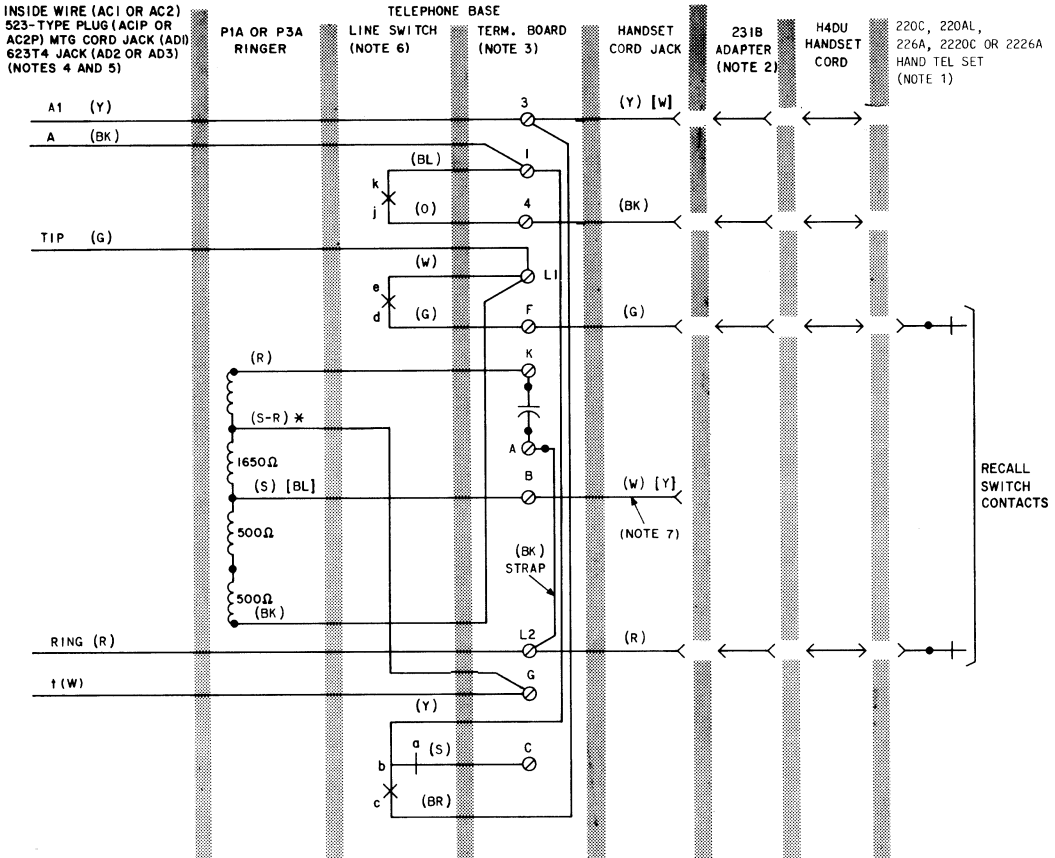 INSIDE WIRE (AC1 OR AC2)
523-TYPE PLUG (AC1P OR
AC2P) MTG CORD JACK (AD1)
623T4 JACK (AD2 OR AD3)
(NOTES 4 AND 5)
P1A OR P3A
RINGER
TELEPHONE BASE
LINE SWITCH
(NOTE 6)
TERM. BOARD
(NOTE 3)
HANDSET
CORD JACK
231B
ADAPTER
(NOTE 2)
H4DU
HANDSET
CORD
220C, 220AL,
226A, 2220C OR 2226A
HAND TEL SET
(NOTE 1)
A1 (Y)
3
(Y) [W]
A (BK)
1
(BL)
k
j
(O)
4
(BK)
TIP (G)
(W)
L1
e
d
(G)
F
(G)
(R)
K
(S-R) *
A
1650Ω
(S) [BL]
B
(W) [Y]
(NOTE 7)
500Ω
(BK)
STRAP
500Ω
(BK)
RECALL
SWITCH
CONTACTS
RING (R)
L2
(R)
t (W)
G
(Y)
a
(S)
C
b
c
(BR)